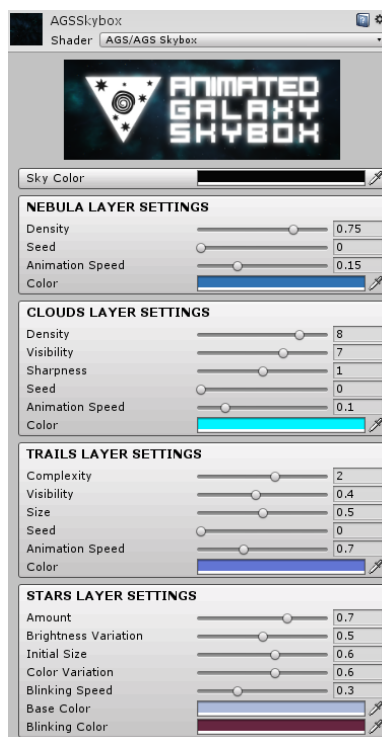 AGSSkybox
Shader AGS/AGS Skybox
ANIMATED
GALAXY
SKYBOX
Sky Color
NEBULA LAYER SETTINGS
Density 0.75
Seed 0
Animation Speed 0.15
Color
CLOUDS LAYER SETTINGS
Density 8
Visibility 7
Sharpness 1
Seed 0
Animation Speed 0.1
Color
TRAILS LAYER SETTINGS
Complexity 2
Visibility 0.4
Size 0.5
Seed 0
Animation Speed 0.7
Color
STARS LAYER SETTINGS
Amount 0.7
Brightness Variation 0.5
Initial Size 0.6
Color Variation 0.6
Blinking Speed 0.3
Base Color
Blinking Color